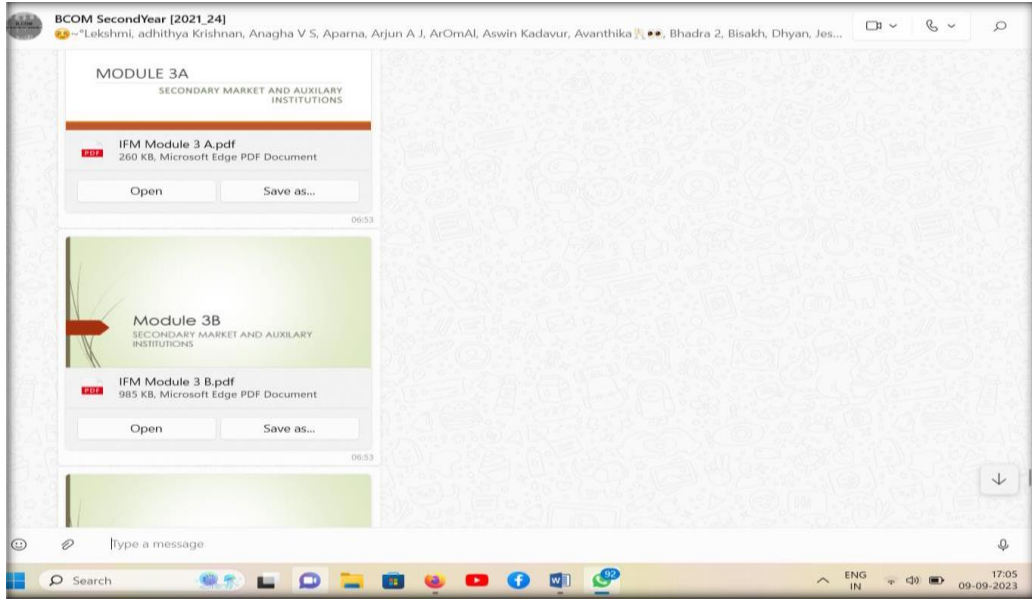 BCOM SecondYear [2021_24]
~°Lekshmi, adhithya Krishnan, Anagha V S, Aparna, Arjun A J, ArOmAl, Aswin Kadavur, Avanthika, Bhadra 2, Bisakh, Dhyan, Jes...
MODULE 3A
SECONDARY MARKET AND AUXILARY
INSTITUTIONS
PDF
IFM Module 3 A.pdf
260 KB, Microsoft Edge PDF Document
Open
Save as...
06:53
Module 3B
SECONDARY MARKET AND AUXILARY
INSTITUTIONS
PDF
IFM Module 3 B.pdf
985 KB, Microsoft Edge PDF Document
Open
Save as...
06:53
Type a message
Search
92
ENG
IN
17:05
09-09-2023